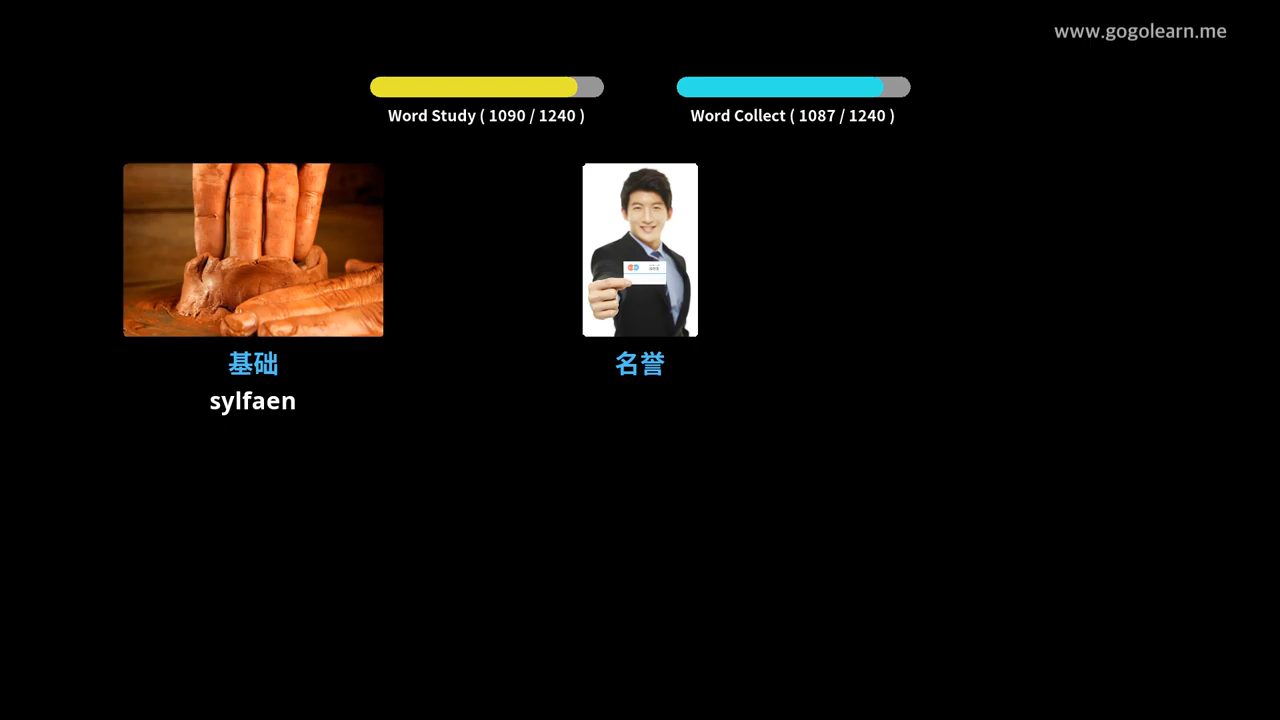 www.gogolearn.me
Word Study ( 1090 / 1240 )
Word Collect ( 1087 / 1240 )
基础
名誉
sylfaen